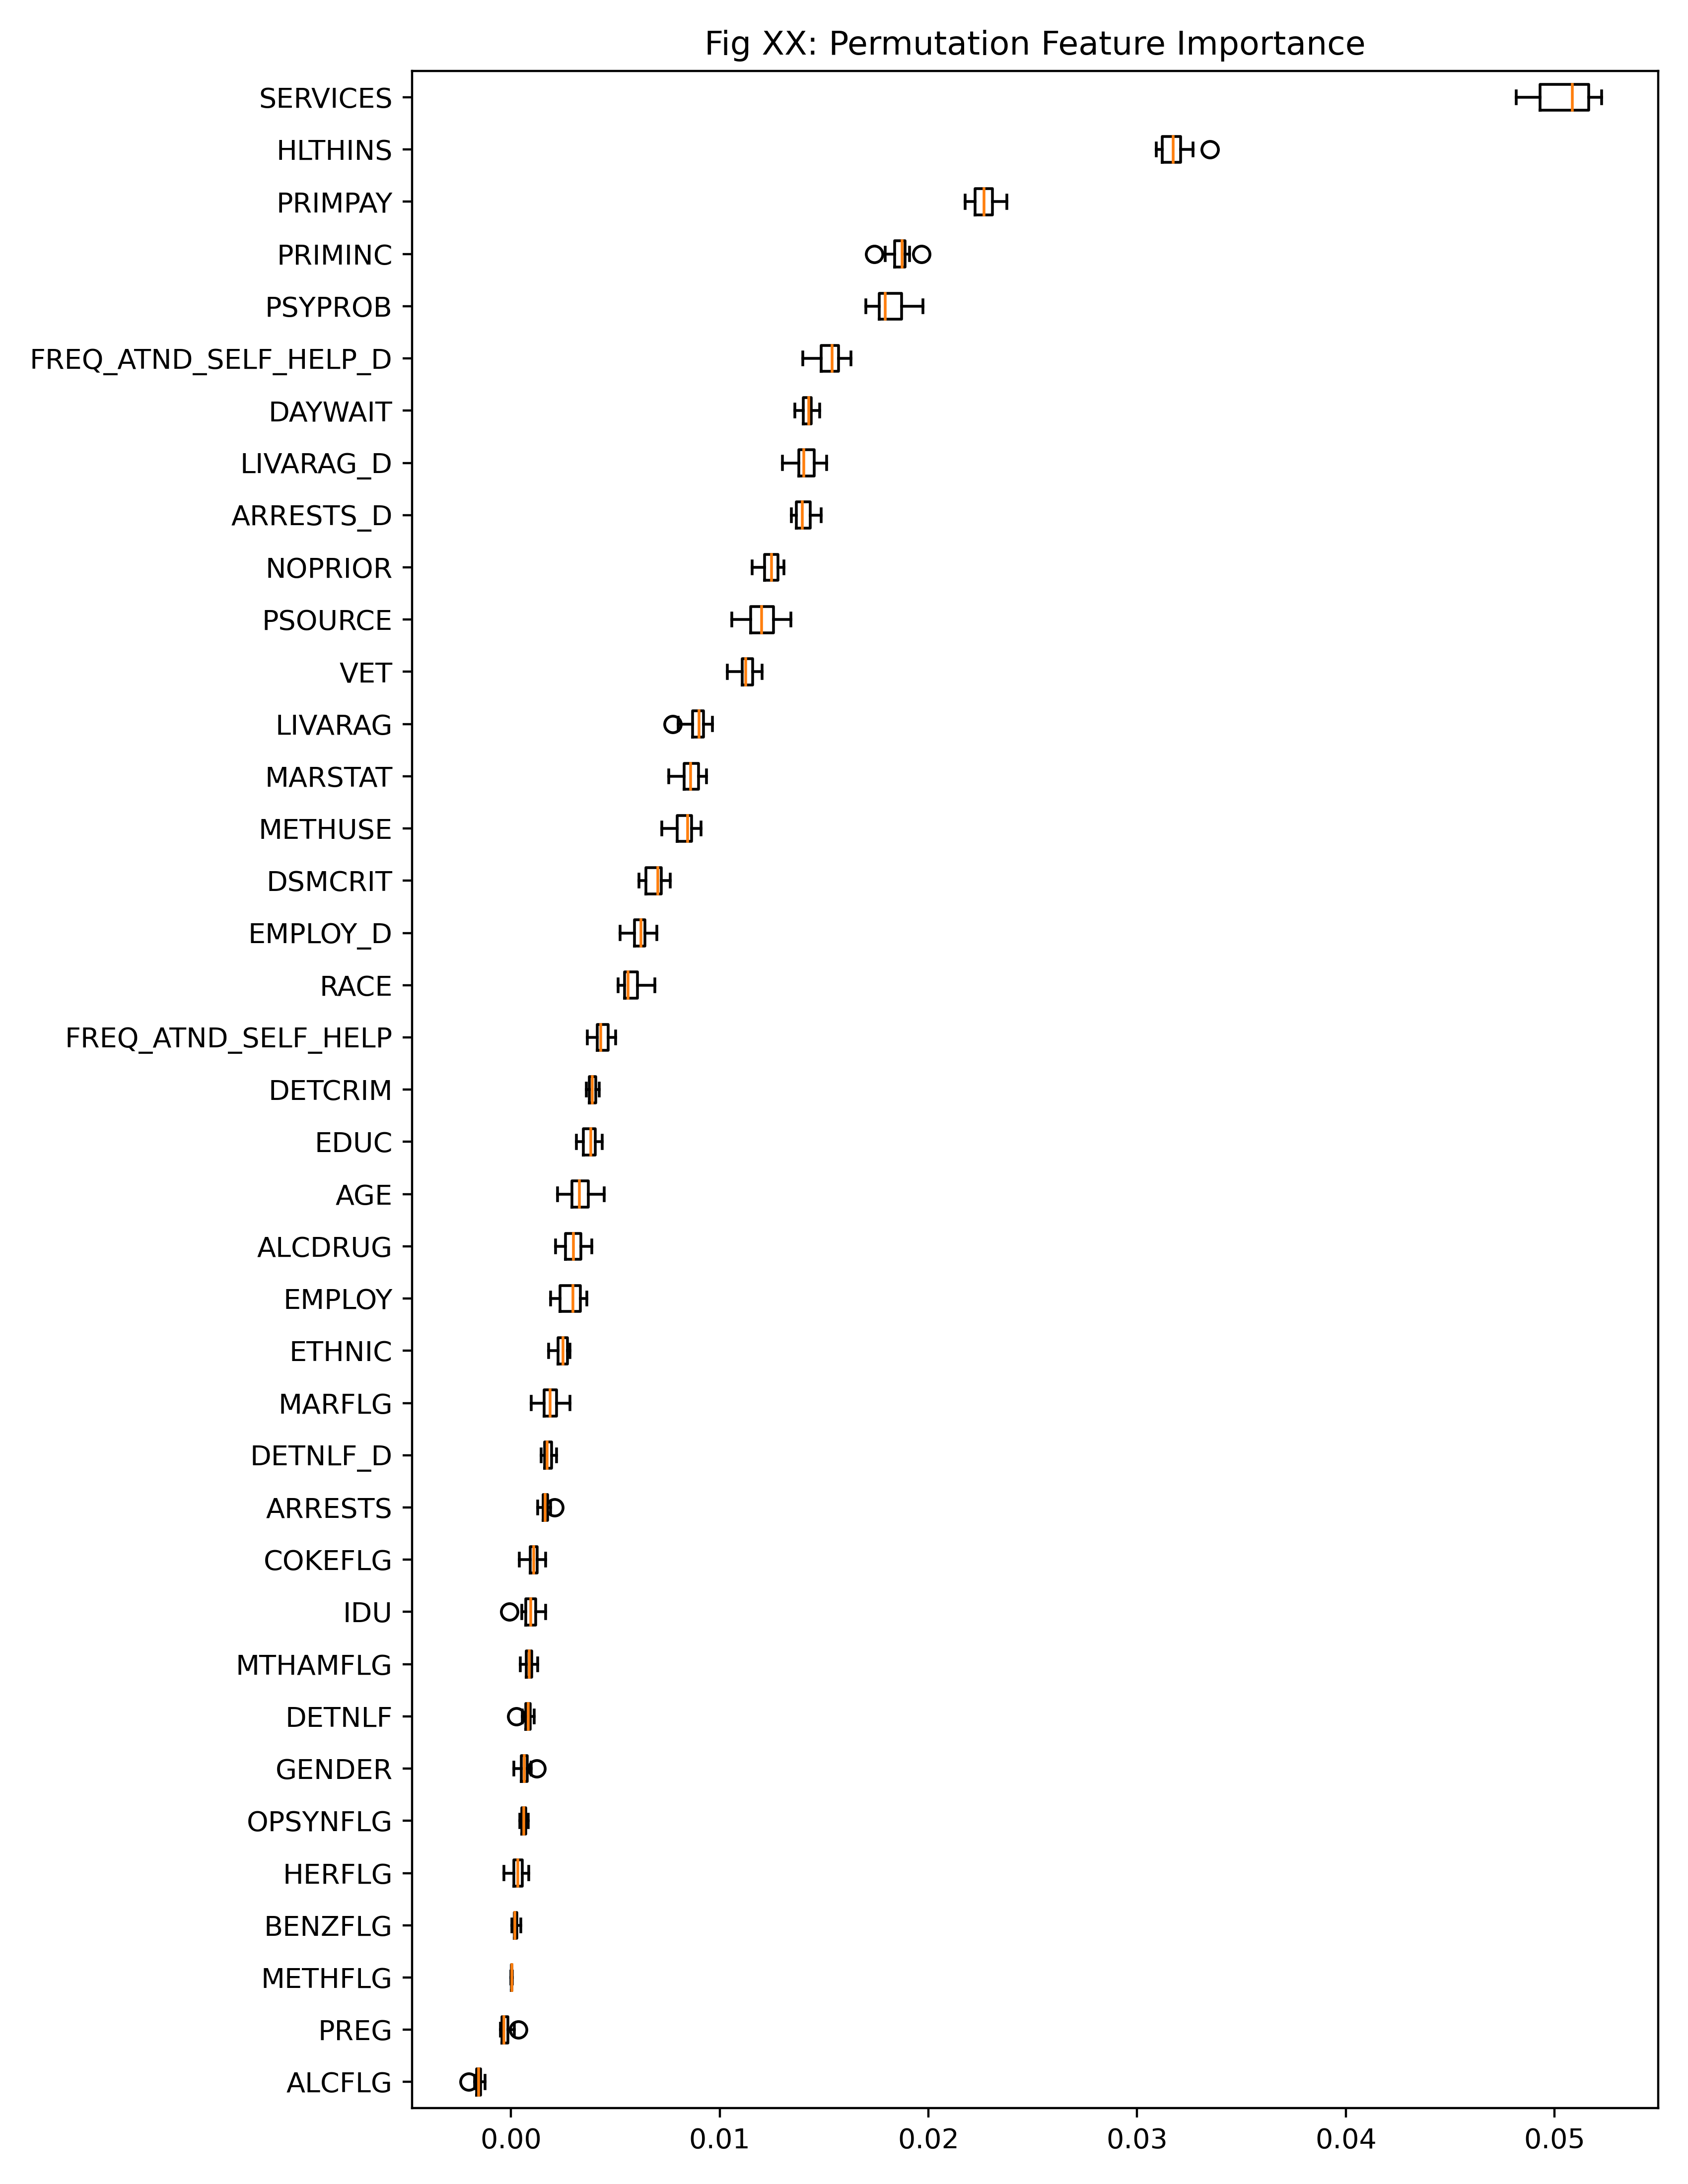 Fig XX: Permutation Feature Importance
SERVICES
HLTHINS
PRIMPAY
PRIMINC
PSYPROB
FREQ_ATND_SELF_HELP_D
DAYWAIT
LIVARAG_D
ARRESTS_D
NOPRIOR
PSOURCE
VET
LIVARAG
MARSTAT
METHUSE
DSMCRIT
EMPLOY_D
RACE
FREQ_ATND_SELF_HELP
DETCRIM
EDUC
AGE
ALCDRUG
EMPLOY
ETHNIC
MARFLG
DETNLF_D
ARRESTS
COKEFLG
IDU
MTHAMFLG
DETNLF
GENDER
OPSYNFLG
HERFLG
BENZFLG
METHFLG
PREG
ALCFLG
0.00 0.01 0.02 0.03 0.04 0.05